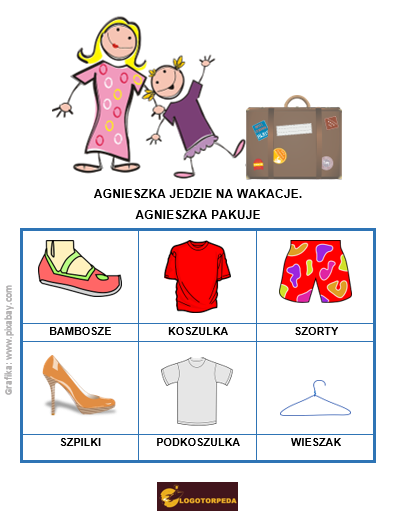 AGNIESZKA JEDZIE NA WAKACJE.
AGNIESZKA PAKUJE
BAMBOSZE KOSZULKA SZORTY
SZPILKI PODKOSZULKA WIESZAK
Grafika: www.pixabay.com
LOGOTORPEDA